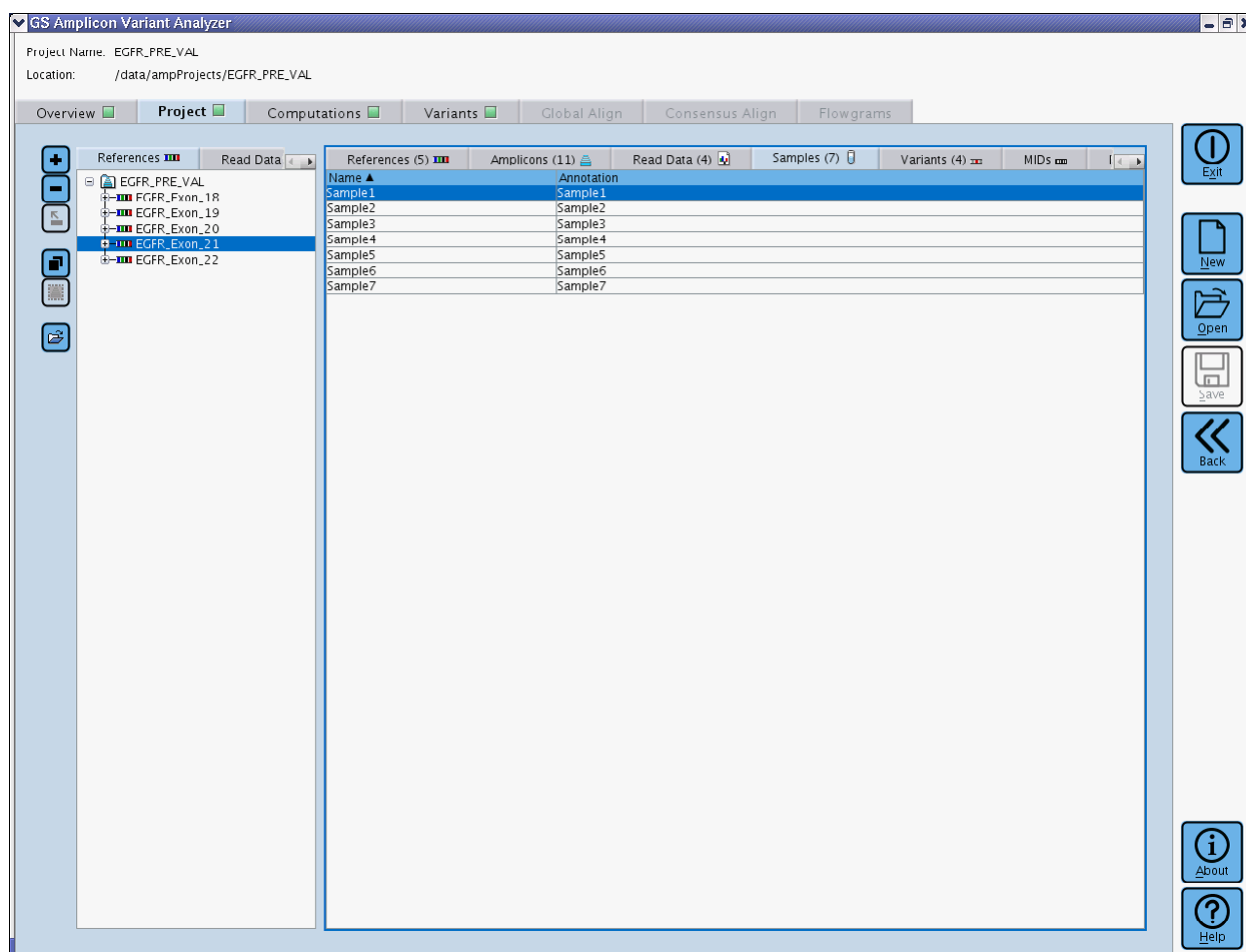 GS Amplicon Variant Analyzer
Project Name: EGFR_PRE_VAL
Location: /data/ampProjects/EGFR_PRE_VAL
Overview Project Computations Variants Global Align Consensus Align Flowgrams
References Read Data
References (5) Amplicons (11) Read Data (4) Samples (7) Variants (4) MIDs
EGFR_PRE_VAL
EGFR_Exon_18
EGFR_Exon_19
EGFR_Exon_20
EGFR_Exon_21
EGFR_Exon_22
Name ▲ Annotation
Sample1 Sample1
Sample2 Sample2
Sample3 Sample3
Sample4 Sample4
Sample5 Sample5
Sample6 Sample6
Sample7 Sample7
Exit
New
Open
Save
Back
About
Help